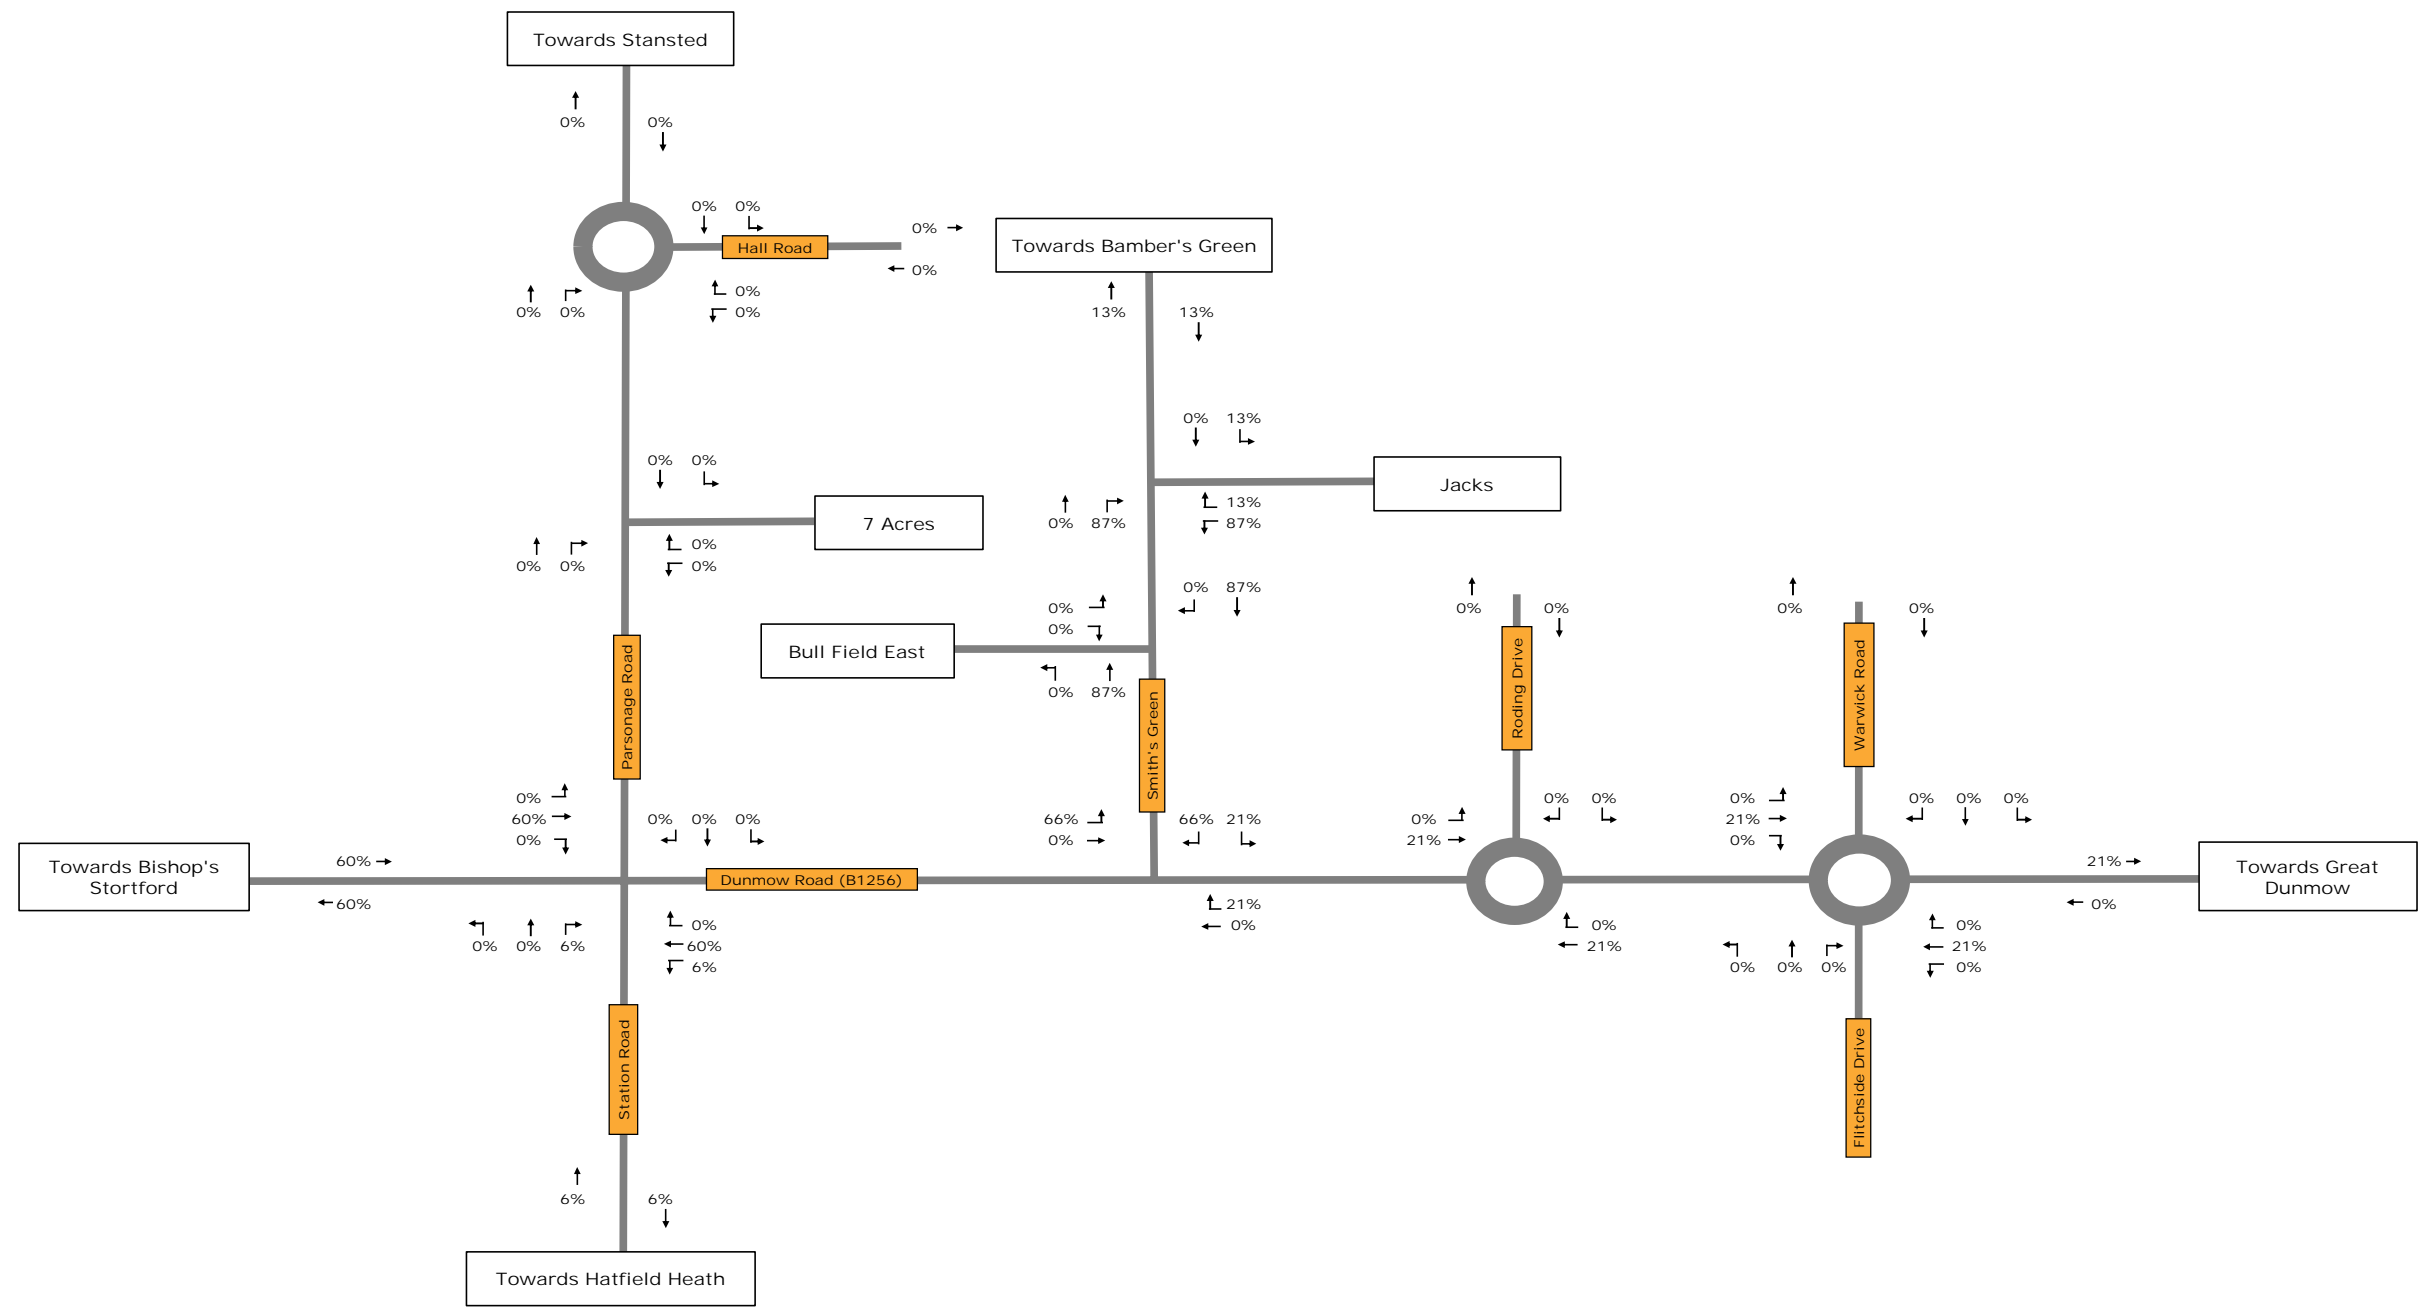 Towards Stansted
0%
0%
0% 0%
0%
Hall Road
Towards Bamber's Green
0%
0%
0%
0% 0%
0%
13%
13%
0% 13%
0% 0%
Jacks
7 Acres
13%
0% 87%
87%
0%
0% 0%
0%
0% 87%
0%
0%
Bull Field East
0%
0%
0%
0%
0% 87%
Parsonage Road
Smith's Green
Roding Drive
Warwick Road
0%
60%
0%
0% 0% 0%
66%
0%
66% 21%
0%
21%
0% 0%
0%
21%
0%
0% 0% 0%
Towards Bishop's
Stortford
60%
60%
Dunmow Road (B1256)
21%
0%
Towards Great
Dunmow
0% 0% 6%
0%
60%
6%
21%
0%
0%
21%
0% 0% 0%
0%
21%
0%
Station Road
Flitchside Drive
6%
6%
Towards Hatfield Heath